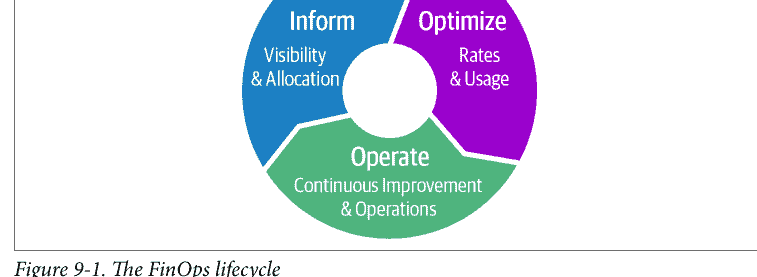 Inform
Visibility
& Allocation
Optimize
Rates
& Usage
Operate
Continuous Improvement
& Operations
Figure 9-1. The FinOps lifecycle